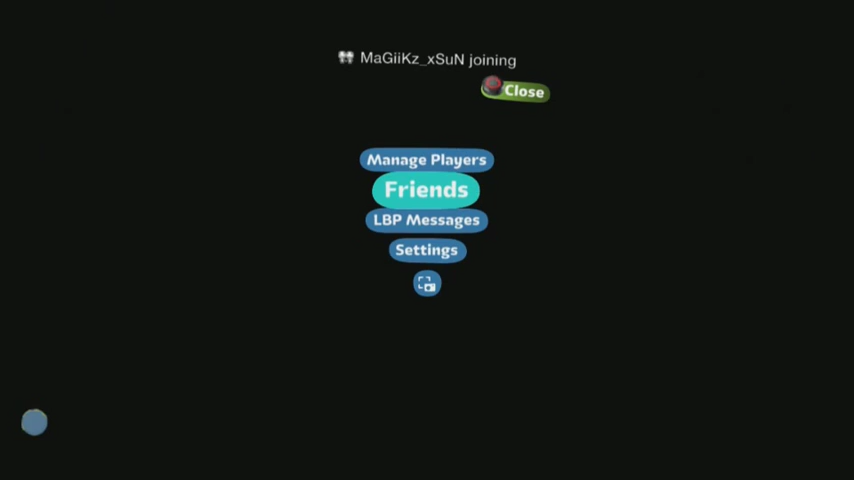 MaGiiKz_xSuN joining
Close
Manage Players
Friends
LBP Messages
Settings